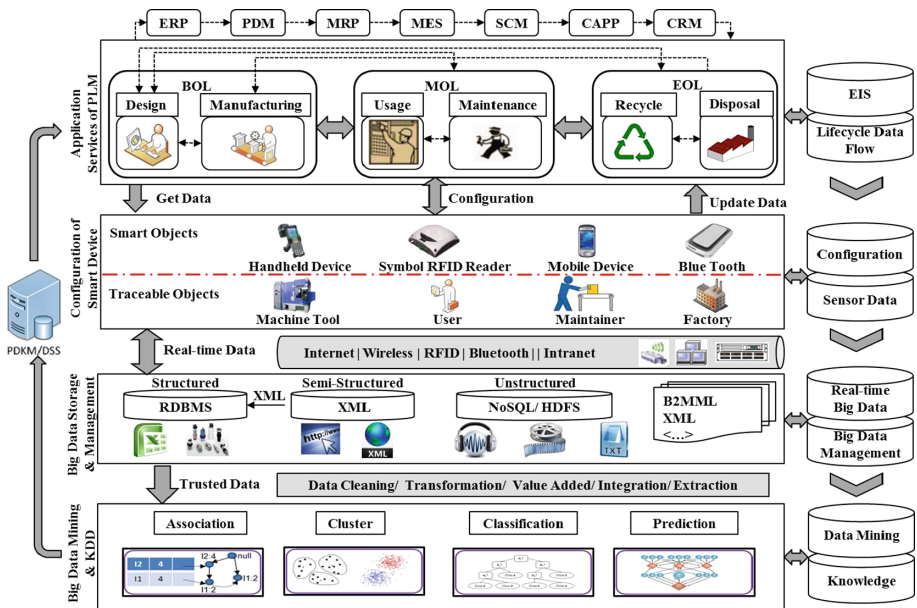 ERP PDM MRP MES SCM CAPP CRM
Application
Services of PLM
BOL MOL EOL
Design Manufacturing Usage Maintenance Recycle Disposal
EIS
Lifecycle Data
Flow
Get Data Configuration Update Data
Configuration of
Smart Device
Smart Objects
Handheld Device Symbol RFID Reader Mobile Device Blue Tooth
Traceable Objects
Machine Tool User Maintainer Factory
Configuration
Sensor Data
PDKM/DSS
Real-time Data
Internet | Wireless | RFID | Bluetooth || Intranet
Big Data Storage
& Management
Structured Semi-Structured Unstructured
RDBMS XML XML NoSQL/ HDFS
http://ww
XML
TXT
B2MML
XML
<...>
Real-time
Big Data
Big Data
Management
Trusted Data
Data Cleaning/ Transformation/ Value Added/ Integration/ Extraction
Big Data Mining
& KDD
Association Cluster Classification Prediction
I2 4
I1 4
I2:4 null
I1:2
I1:2
Data Mining
Knowledge